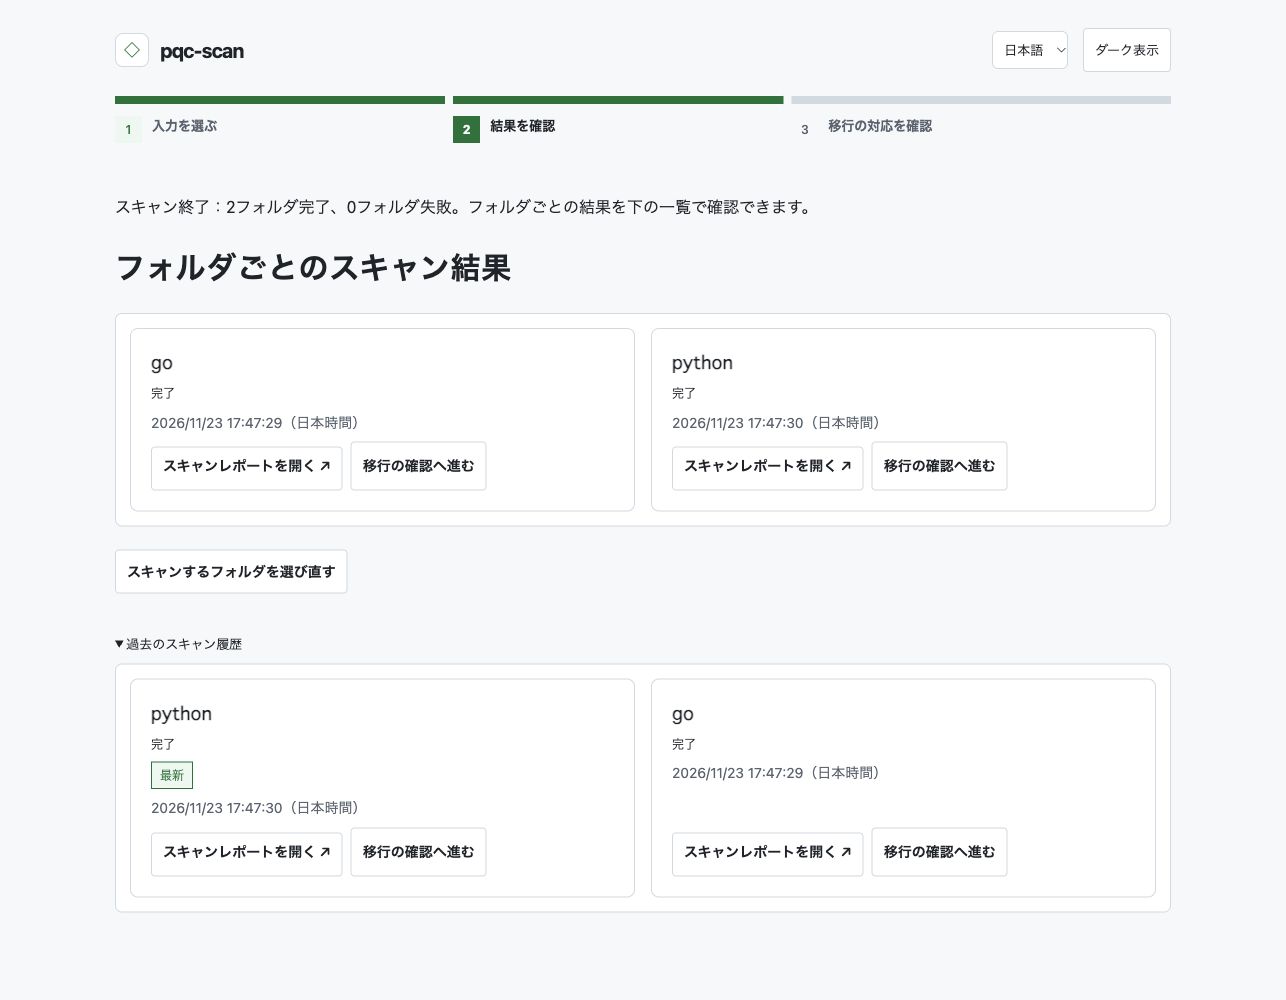 pqc-scan
日本語
ダーク表示
1 入力を選ぶ
2 結果を確認
3 移行の対応を確認
スキャン終了：2フォルダ完了、0フォルダ失敗。フォルダごとの結果を下の一覧で確認できます。
フォルダごとのスキャン結果
go
完了
2026/11/23 17:47:29（日本時間）
スキャンレポートを開く↗ 移行の確認へ進む
python
完了
2026/11/23 17:47:30（日本時間）
スキャンレポートを開く↗ 移行の確認へ進む
スキャンするフォルダを選び直す
▼過去のスキャン履歴
python
完了
最新
2026/11/23 17:47:30（日本時間）
スキャンレポートを開く↗ 移行の確認へ進む
go
完了
2026/11/23 17:47:29（日本時間）
スキャンレポートを開く↗ 移行の確認へ進む